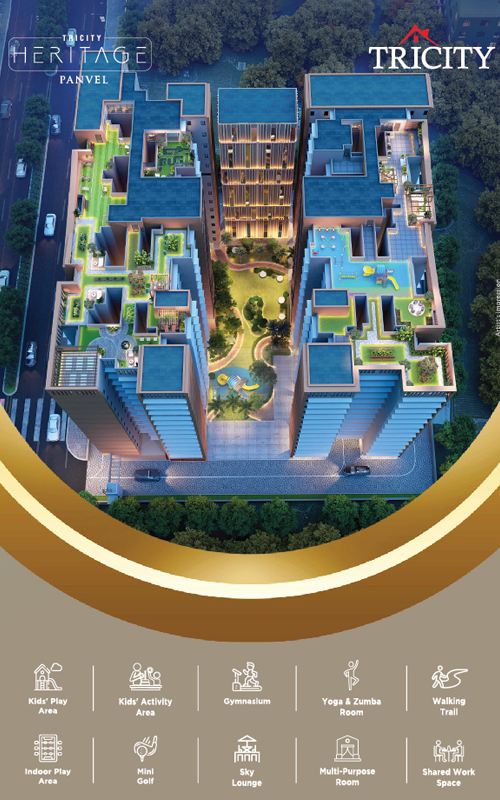 TRICITY
HERITAGE
PANVEL
TRICITY
Artist's Impression
Kids' Play
Area
Kids' Activity
Area
Gymnasium
Yoga & Zumba
Room
Walking
Trail
Indoor Play
Area
Mini
Golf
Sky
Lounge
Multi-Purpose
Room
Shared Work
Space